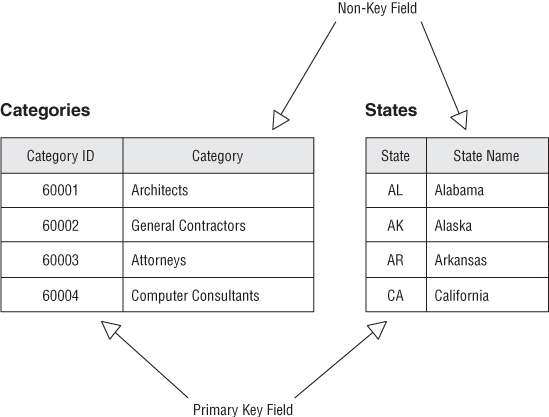 Non-Key Field
Categories
States
Category ID Category
State State Name
60001 Architects
AL Alabama
60002 General Contractors
AK Alaska
60003 Attorneys
AR Arkansas
60004 Computer Consultants
CA California
Primary Key Field